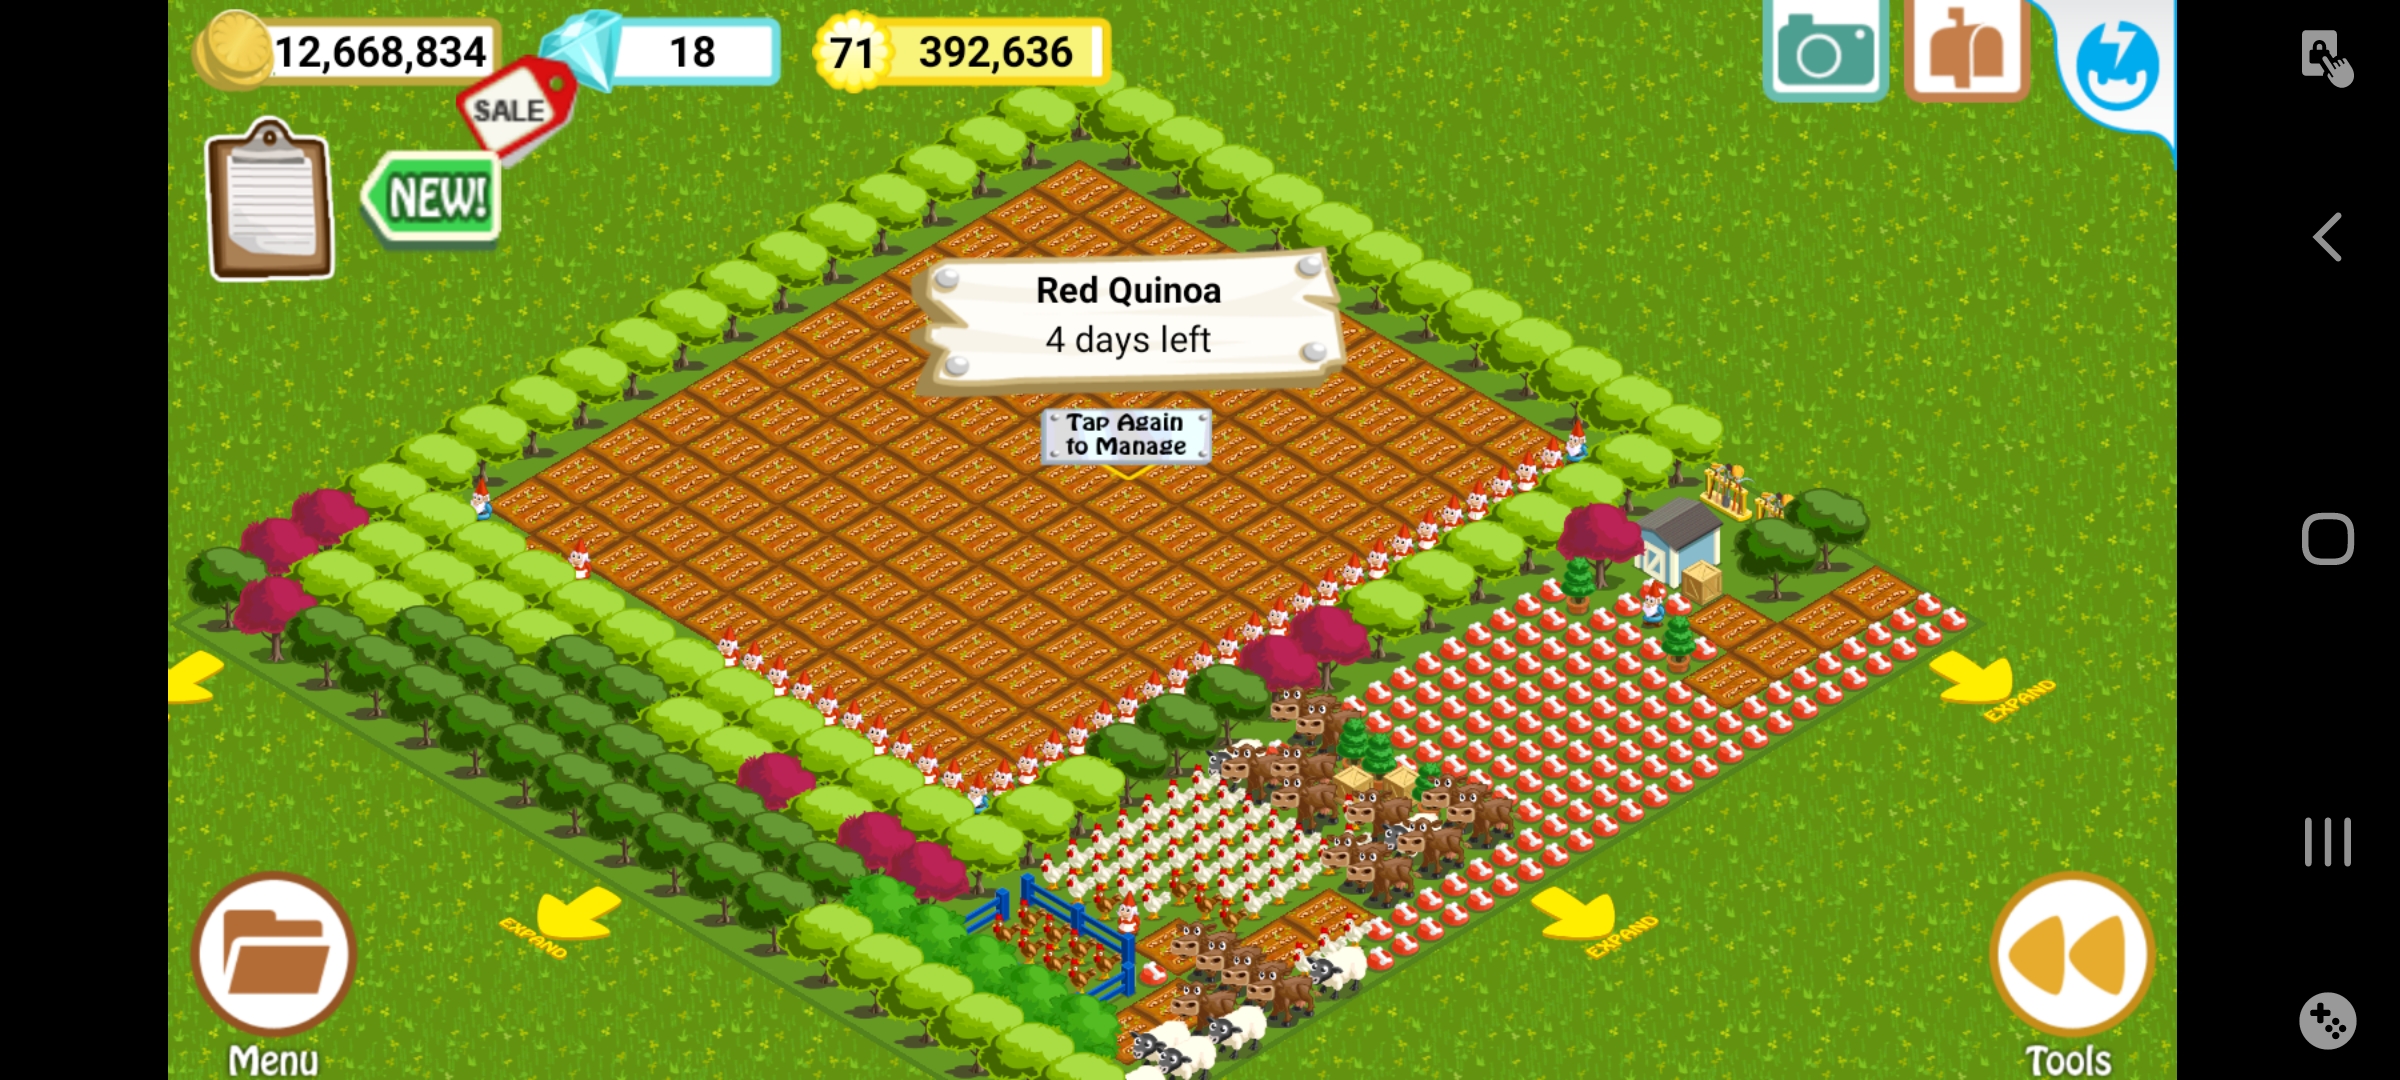 12,668,834
18
71
392,636
SALE
NEW!
Red Quinoa
4 days left
Tap Again
to Manage
EXPAND
EXPAND
EXPAND
Menu
Tools